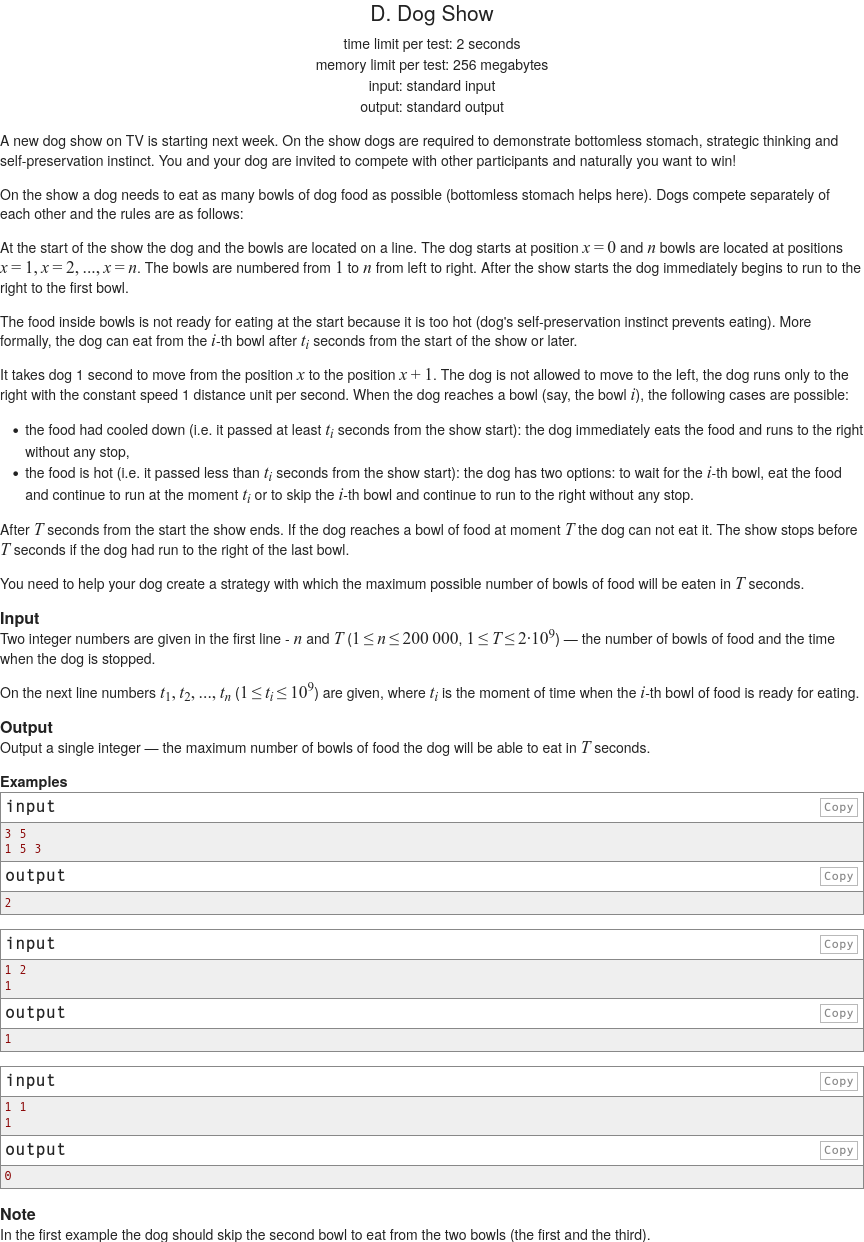 D. Dog Show
time limit per test: 2 seconds
memory limit per test: 256 megabytes
input: standard input
output: standard output
A new dog show on TV is starting next week. On the show dogs are required to demonstrate bottomless stomach, strategic thinking and
self-preservation instinct. You and your dog are invited to compete with other participants and naturally you want to win!
On the show a dog needs to eat as many bowls of dog food as possible (bottomless stomach helps here). Dogs compete separately of
each other and the rules are as follows:
At the start of the show the dog and the bowls are located on a line. The dog starts at position x = 0 and n bowls are located at positions
x = 1, x = 2, ..., x = n. The bowls are numbered from 1 to n from left to right. After the show starts the dog immediately begins to run to the
right to the first bowl.
The food inside bowls is not ready for eating at the start because it is too hot (dog's self-preservation instinct prevents eating). More
formally, the dog can eat from the i-th bowl after t_i seconds from the start of the show or later.
It takes dog 1 second to move from the position x to the position x + 1. The dog is not allowed to move to the left, the dog runs only to the
right with the constant speed 1 distance unit per second. When the dog reaches a bowl (say, the bowl i), the following cases are possible:
• the food had cooled down (i.e. it passed at least t_i seconds from the show start): the dog immediately eats the food and runs to the right
without any stop,
• the food is hot (i.e. it passed less than t_i seconds from the show start): the dog has two options: to wait for the i-th bowl, eat the food
and continue to run at the moment t_i or to skip the i-th bowl and continue to run to the right without any stop.
After T seconds from the start the show ends. If the dog reaches a bowl of food at moment T the dog can not eat it. The show stops before
T seconds if the dog had run to the right of the last bowl.
You need to help your dog create a strategy with which the maximum possible number of bowls of food will be eaten in T seconds.
Input
Two integer numbers are given in the first line - n and T (1 ≤ n ≤ 200 000, 1 ≤ T ≤ 2·10^9) — the number of bowls of food and the time
when the dog is stopped.
On the next line numbers t_1, t_2, ..., t_n (1 ≤ t_i ≤ 10^9) are given, where t_i is the moment of time when the i-th bowl of food is ready for eating.
Output
Output a single integer — the maximum number of bowls of food the dog will be able to eat in T seconds.
Examples
input Copy
3 5
1 5 3
output Copy
2
input Copy
1 2
1
output Copy
1
input Copy
1 1
1
output Copy
0
Note
In the first example the dog should skip the second bowl to eat from the two bowls (the first and the third).